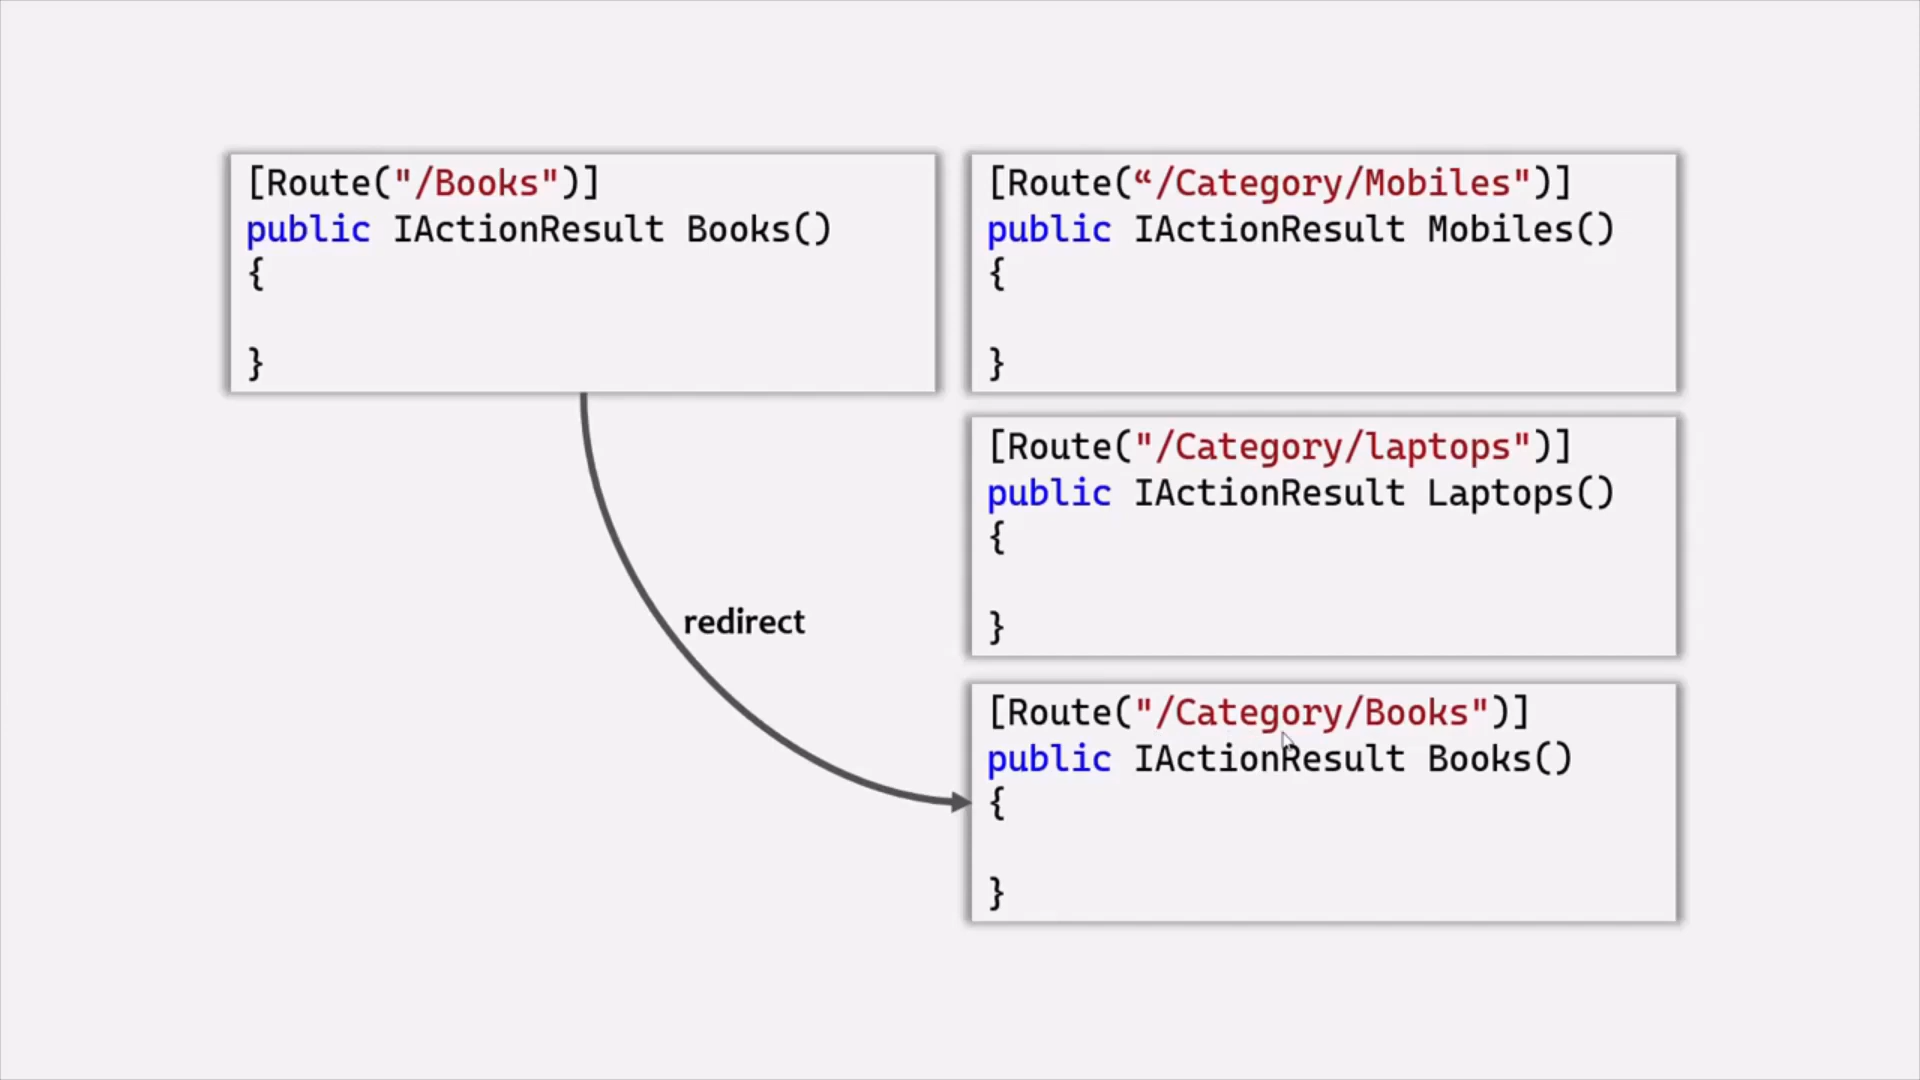 [Route("/Books")]
public IActionResult Books()
{
}
[Route(“/Category/Mobiles")]
public IActionResult Mobiles()
{
}
[Route("/Category/laptops")]
public IActionResult Laptops()
{
}
redirect
[Route("/Category/Books")]
public IActionResult Books()
{
}